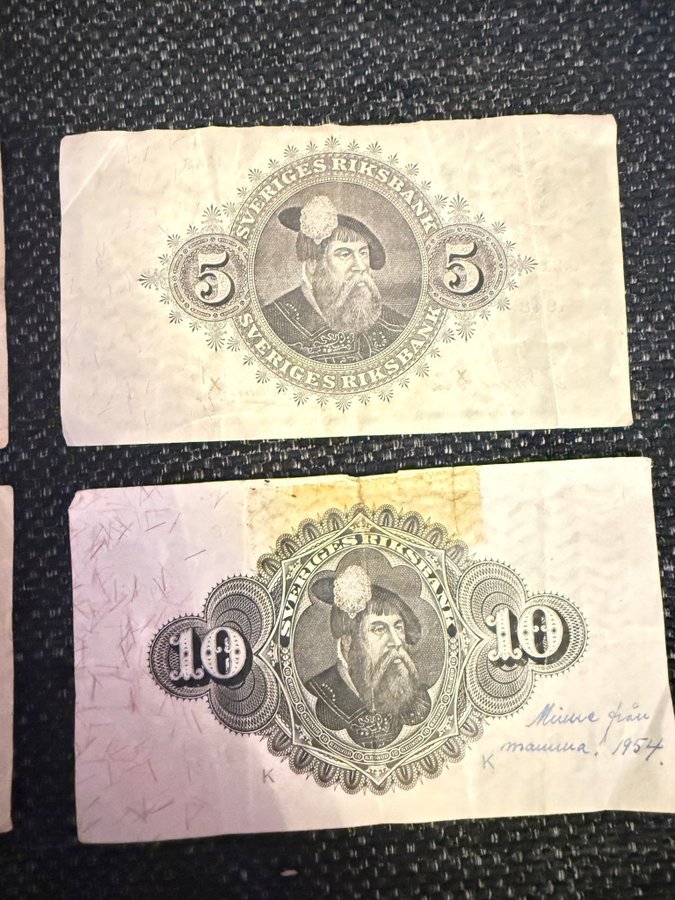 SVERIGES RIKSBANK
5 5
SVERIGES RIKSBANK
X X
SVERIGES RIKSBANK
10 10
Minne från
mamma! 1954.
K K